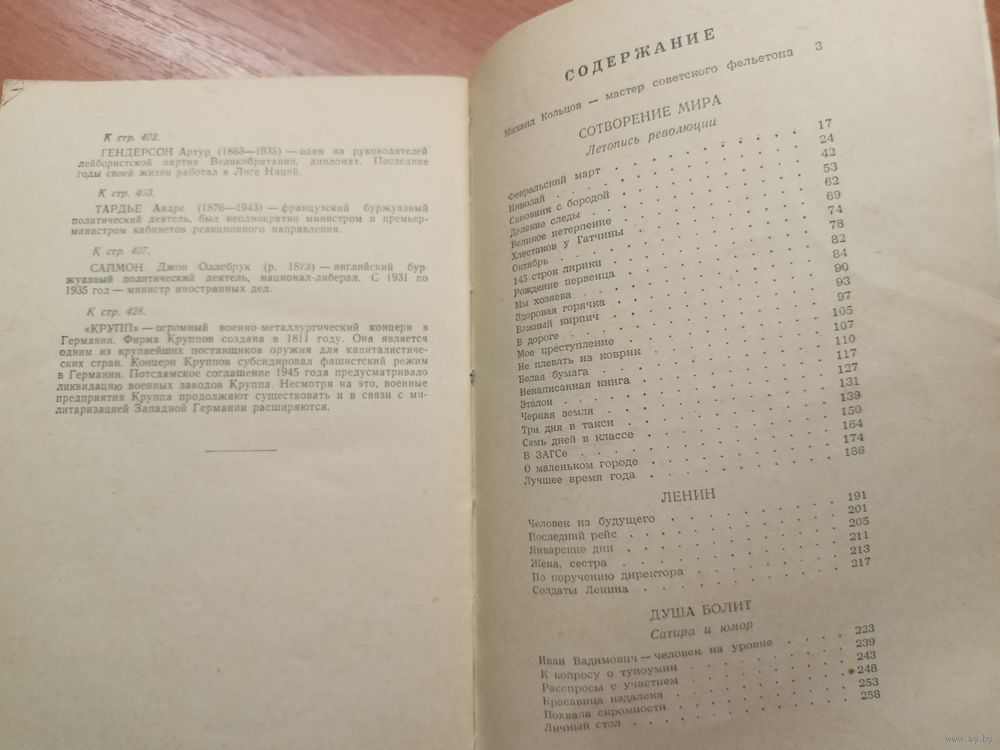 К стр. 402.
ГЕНДЕРСОН Артур (1863—1935) — один из руководителей
лейбористской партии Великобритании, дипломат. Последние
годы своей жизни работал в Лиге Наций.
К стр. 403.
ТАРДЬЕ Андре (1876—1943) — французский буржуазный
политический деятель, был неоднократно министром и премьер-
министром кабинетов реакционного направления.
К стр. 407.
САЙМОН Джон Оллсбрук (р. 1873) — английский бур-
жуазный политический деятель, национал-либерал. С 1931 по
1935 год — министр иностранных дел.
К стр. 428.
«КРУПП» — огромный военно-металлургический концерн в
Германии. Фирма Круппов создана в 1811 году. Она является
одним из крупнейших поставщиков оружия для капиталистиче-
ских стран. Концерн Круппов субсидировал фашистский режим
в Германии. Потсдамское соглашение 1945 года предусматривало
ликвидацию военных заводов Круппа. Несмотря на это, военные
предприятия Круппа продолжают существовать и в связи с ми-
литаризацией Западной Германии расширяются.
СОДЕРЖАНИЕ
Михаил Кольцов — мастер советского фельетона 3
СОТВОРЕНИЕ МИРА
Летопись революции
Февральский март 17
Николай 24
Сановник с бородой 42
Далекие следы 53
Великое нетерпение 62
Хлестаков у Гатчины 69
Октябрь 74
145 строк лирики 78
Рождение первенца 82
Мы хозяева 84
Здоровая горячка 90
Важный кирпич 93
В дороге 97
Мое преступление 105
Не плевать на коврик 107
Белая бумага 110
Ненаписанная книга 117
Эталон 127
Черная земля 131
Три дня в такси 139
Семь дней в классе 150
В ЗАГСе 164
О маленьком городе 174
Лучшее время года 186
ЛЕНИН
Человек из будущего 191
Последний рейс 201
Январские дни 205
Жена, сестра 211
По поручению директора 213
Солдаты Ленина 217
ДУША БОЛИТ
Сатира и юмор
Иван Вадимович — человек на уровне 223
К вопросу о тупоумии 239
Расспросы с участием 243
Красавица надалека 248
Похвала скромности 253
Личный стол 258
www.ay.by